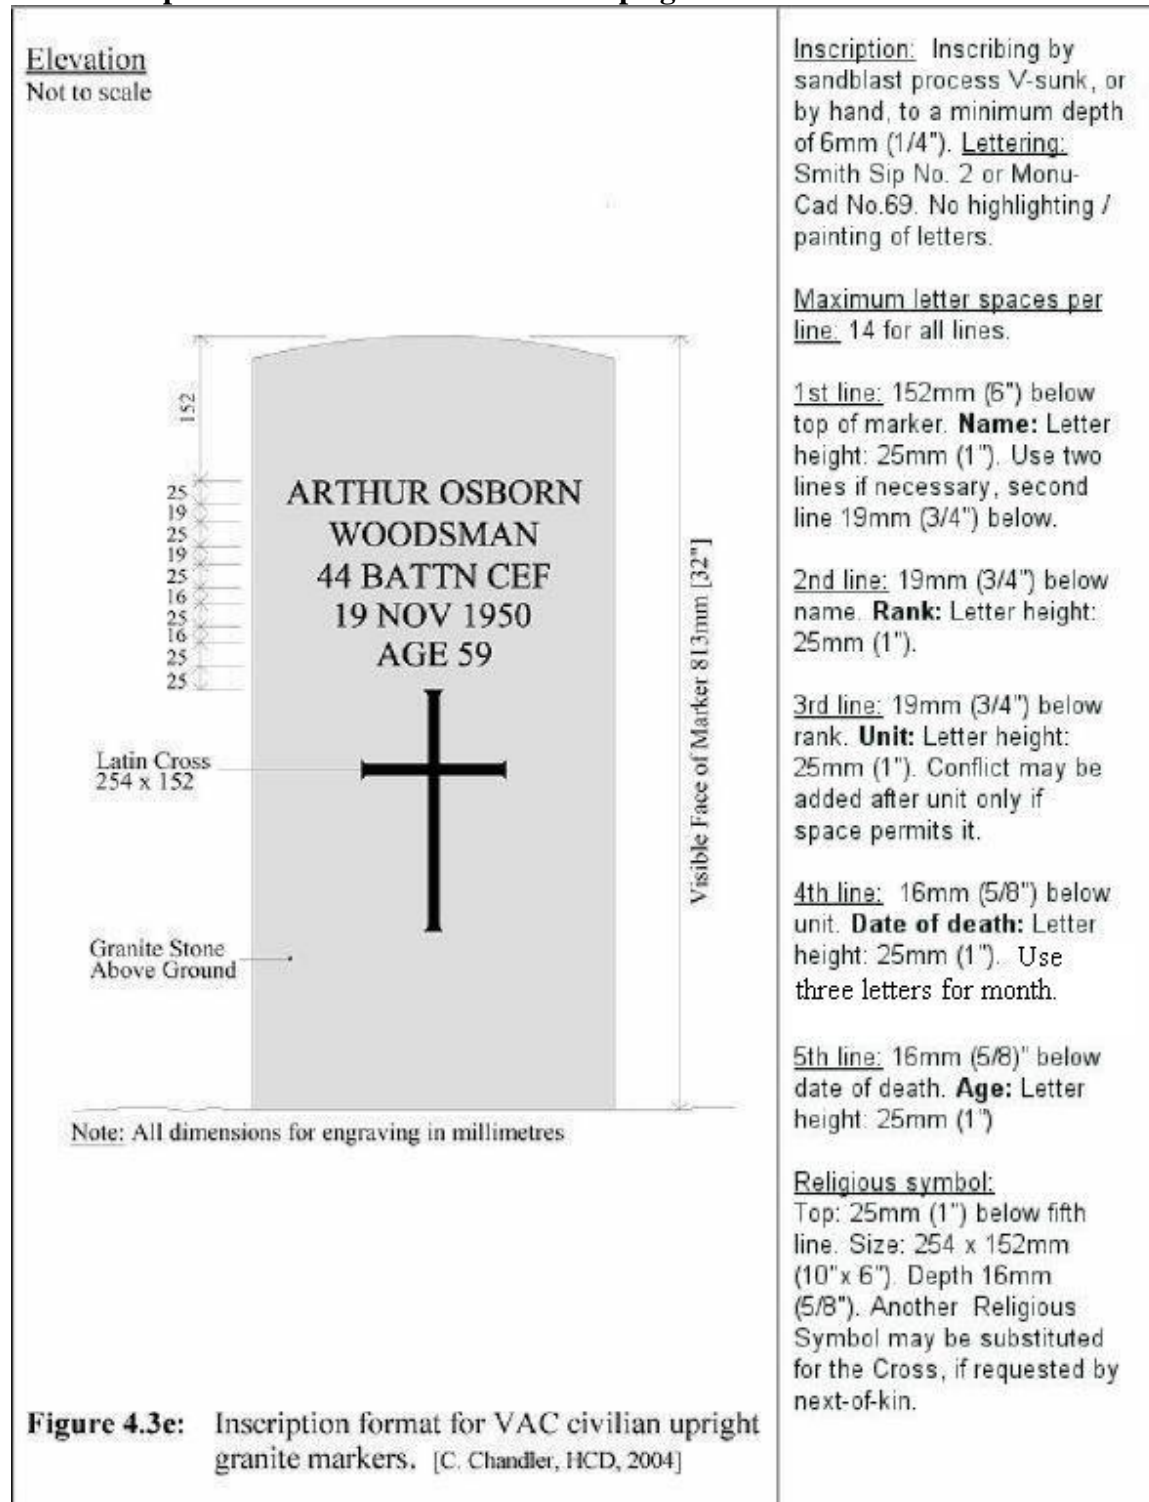 Elevation
Not to scale
152
25
19
25
19
25
16
25
16
25
25
ARTHUR OSBORN
WOODSMAN
44 BATTN CEF
19 NOV 1950
AGE 59
Latin Cross
254 x 152
Granite Stone
Above Ground
Visible Face of Marker 813mm [32"]
Note: All dimensions for engraving in millimetres
Figure 4.3e: Inscription format for VAC civilian upright
granite markers. [C. Chandler, HCD, 2004]
Inscription: Inscribing by
sandblast process V-sunk, or
by hand, to a minimum depth
of 6mm (1/4"). Lettering:
Smith Sip No. 2 or Monu-
Cad No.69. No highlighting /
painting of letters.
Maximum letter spaces per
line: 14 for all lines.
1st line: 152mm (6") below
top of marker. Name: Letter
height: 25mm (1"). Use two
lines if necessary, second
line 19mm (3/4") below.
2nd line: 19mm (3/4") below
name. Rank: Letter height:
25mm (1").
3rd line: 19mm (3/4") below
rank. Unit: Letter height:
25mm (1"). Conflict may be
added after unit only if
space permits it.
4th line: 16mm (5/8") below
unit. Date of death: Letter
height: 25mm (1"). Use
three letters for month.
5th line: 16mm (5/8)" below
date of death. Age: Letter
height: 25mm (1")
Religious symbol:
Top: 25mm (1") below fifth
line. Size: 254 x 152mm
(10"x 6"). Depth 16mm
(5/8"). Another Religious
Symbol may be substituted
for the Cross, if requested by
next-of-kin.